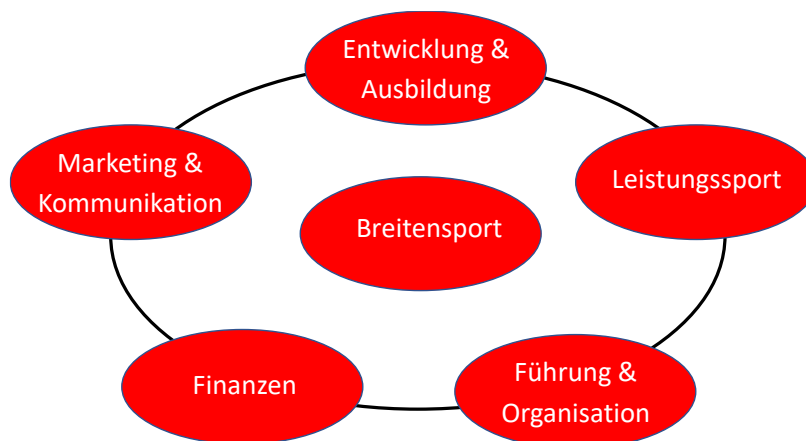 Entwicklung &
Ausbildung
Marketing &
Kommunikation
Leistungssport
Breitensport
Finanzen
Führung &
Organisation